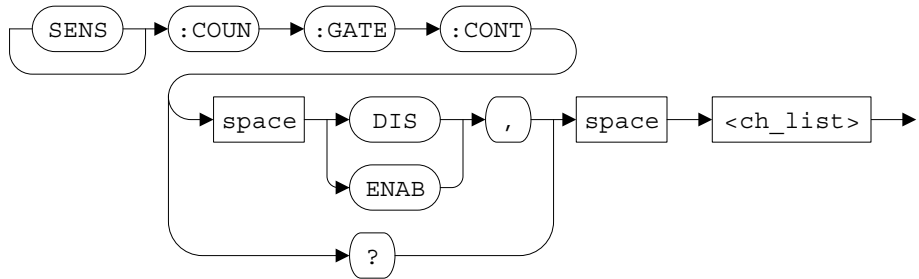 SENS :COUN :GATE :CONT
space DIS , space <ch_list>
ENAB
?